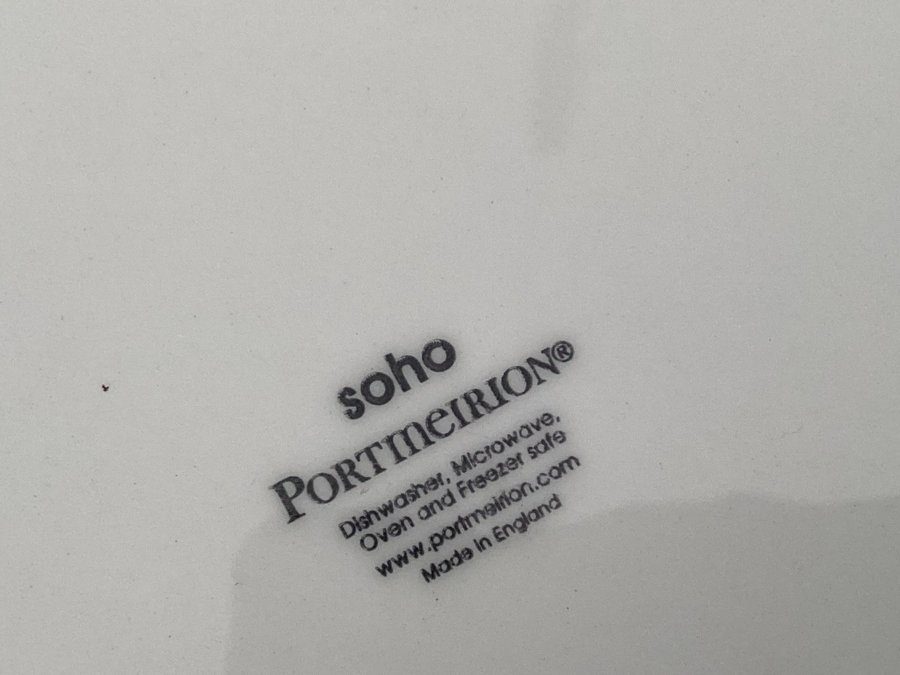 soho
PORTMEIRION®
Dishwasher, Microwave,
Oven and Freezer safe
www.portmeirion.com
Made in England